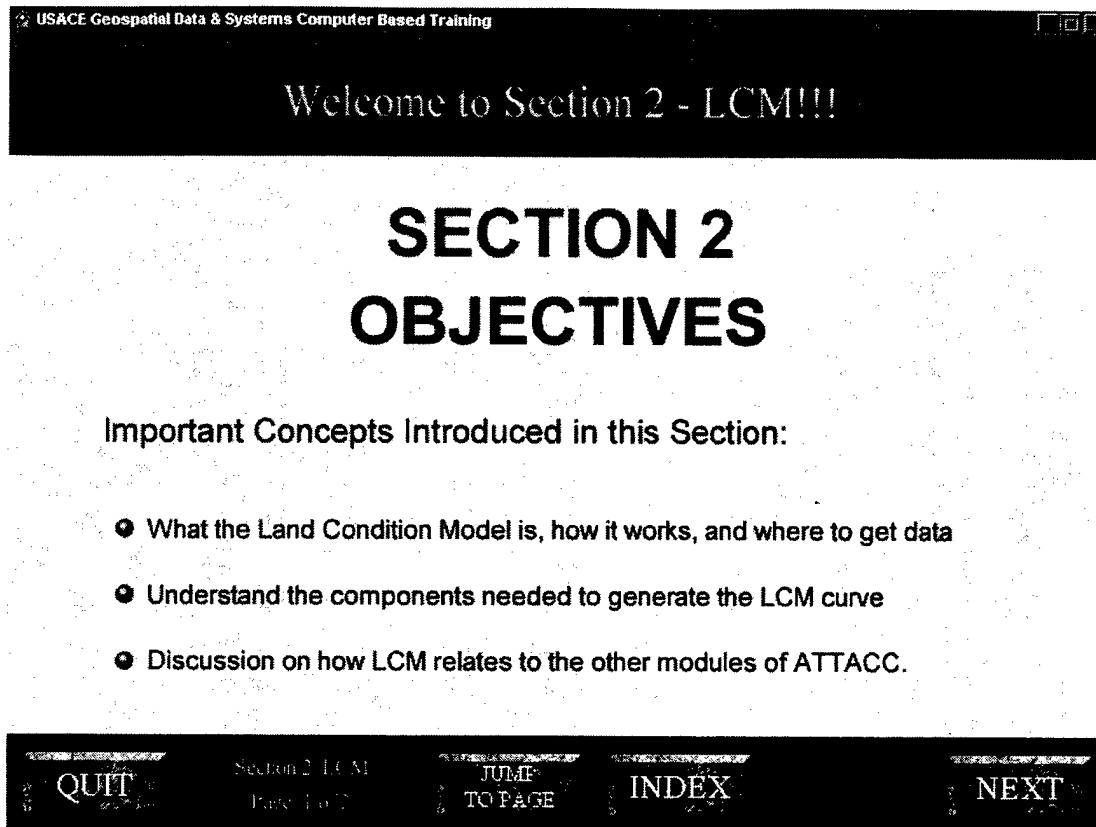 USACE Geospatial Data & Systems Computer Based Training
Welcome to Section 2 - LCM!!!
SECTION 2
OBJECTIVES
Important Concepts Introduced in this Section:
What the Land Condition Model is, how it works, and where to get data
Understand the components needed to generate the LCM curve
Discussion on how LCM relates to the other modules of ATTACC.
QUIT
Section 2 LCM
Page 1 of
JUMP
TO PAGE
INDEX
NEXT